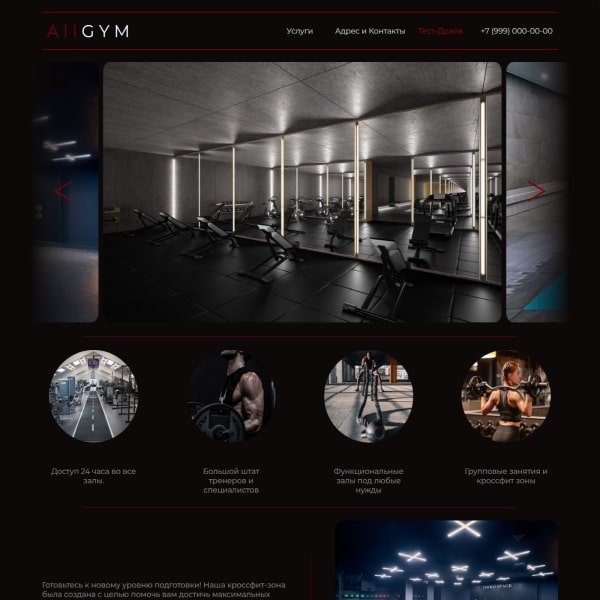 AllGYM
Услуги
Адрес и Контакты
Тест-Драйв
+7 (999) 000-00-00
Доступ 24 часа во все
залы.
Большой штат
тренеров и
специалистов
Функциональные
залы под любые
нужды
Групповые занятия и
кроссфит зоны
Готовьтесь к новому уровню подготовки! Наша кроссфит-зона
была создана с целью помочь вам достичь максимальных